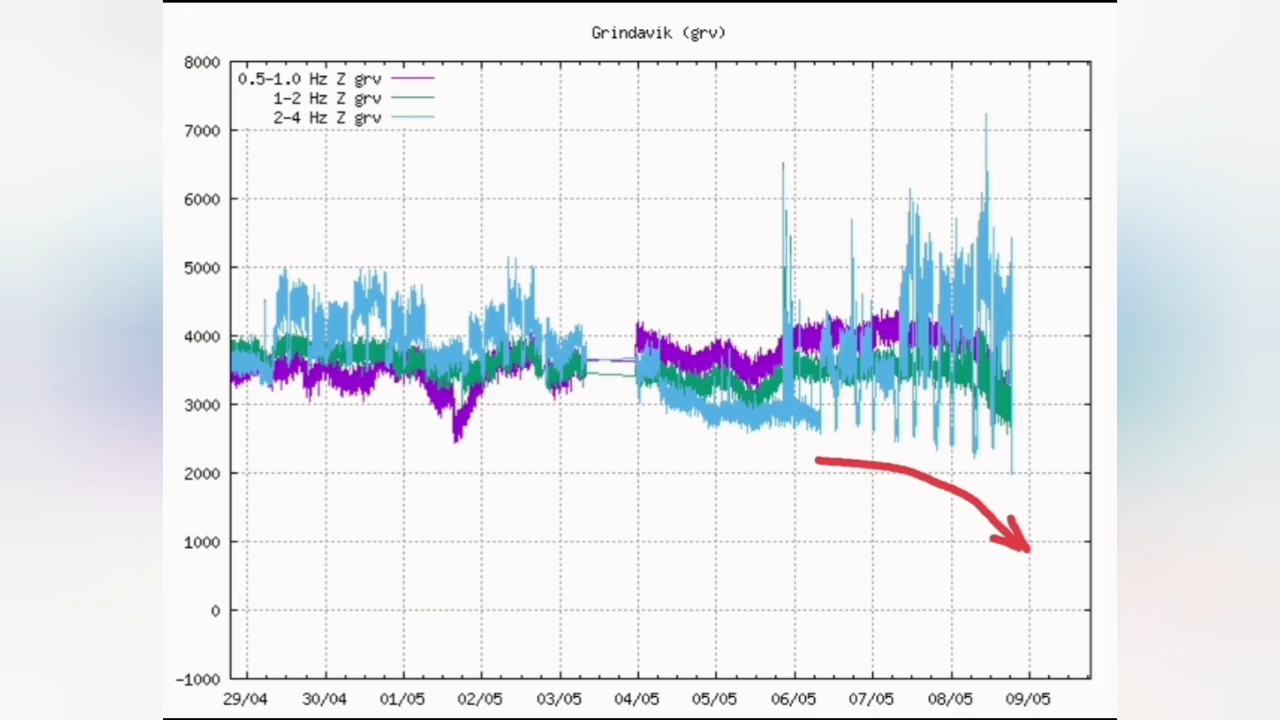 Grindavik (grv)
8000
7000
6000
5000
4000
3000
2000
1000
0
-1000
0.5-1.0 Hz Z grv
1-2 Hz Z grv
2-4 Hz Z grv
29/04 30/04 01/05 02/05 03/05 04/05 05/05 06/05 07/05 08/05 09/05